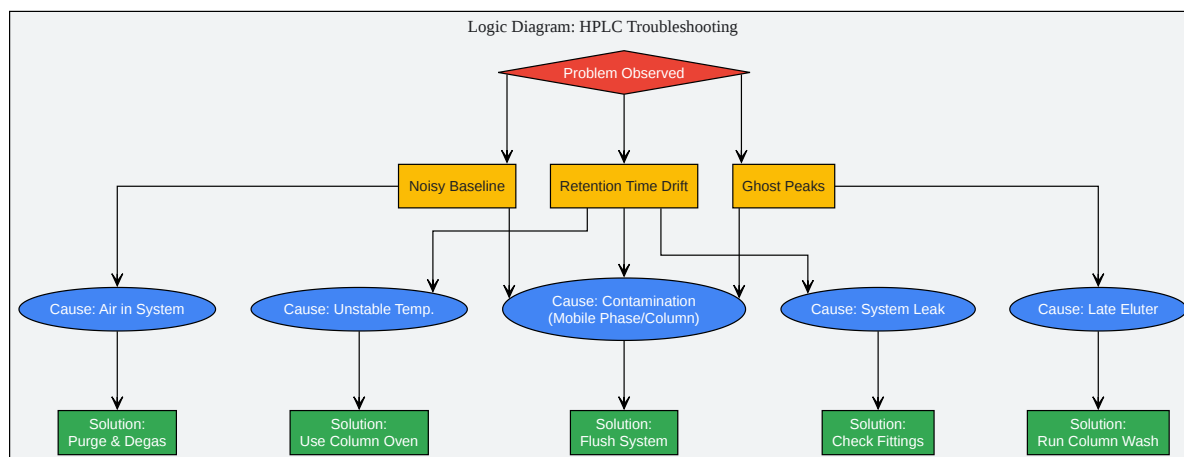 Logic Diagram: HPLC Troubleshooting
Problem Observed
Noisy Baseline
Retention Time Drift
Ghost Peaks
Cause: Air in System
Cause: Unstable Temp.
Cause: Contamination
(Mobile Phase/Column)
Cause: System Leak
Cause: Late Eluter
Solution:
Purge & Degas
Solution:
Use Column Oven
Solution:
Flush System
Solution:
Check Fittings
Solution:
Run Column Wash